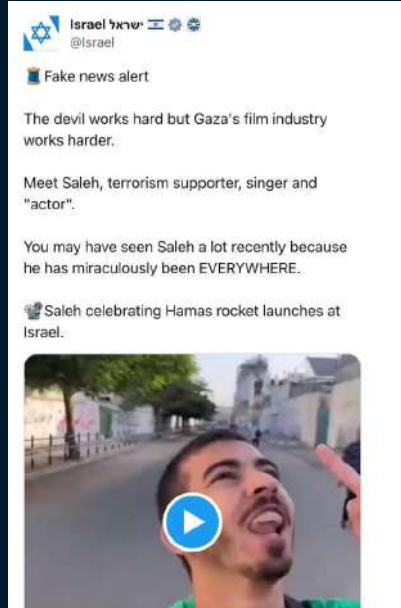 Israel ישראל 🇮🇱
@Israel
🧵 Fake news alert
The devil works hard but Gaza's film industry
works harder.
Meet Saleh, terrorism supporter, singer and
"actor".
You may have seen Saleh a lot recently because
he has miraculously been EVERYWHERE.
📽️Saleh celebrating Hamas rocket launches at
Israel.